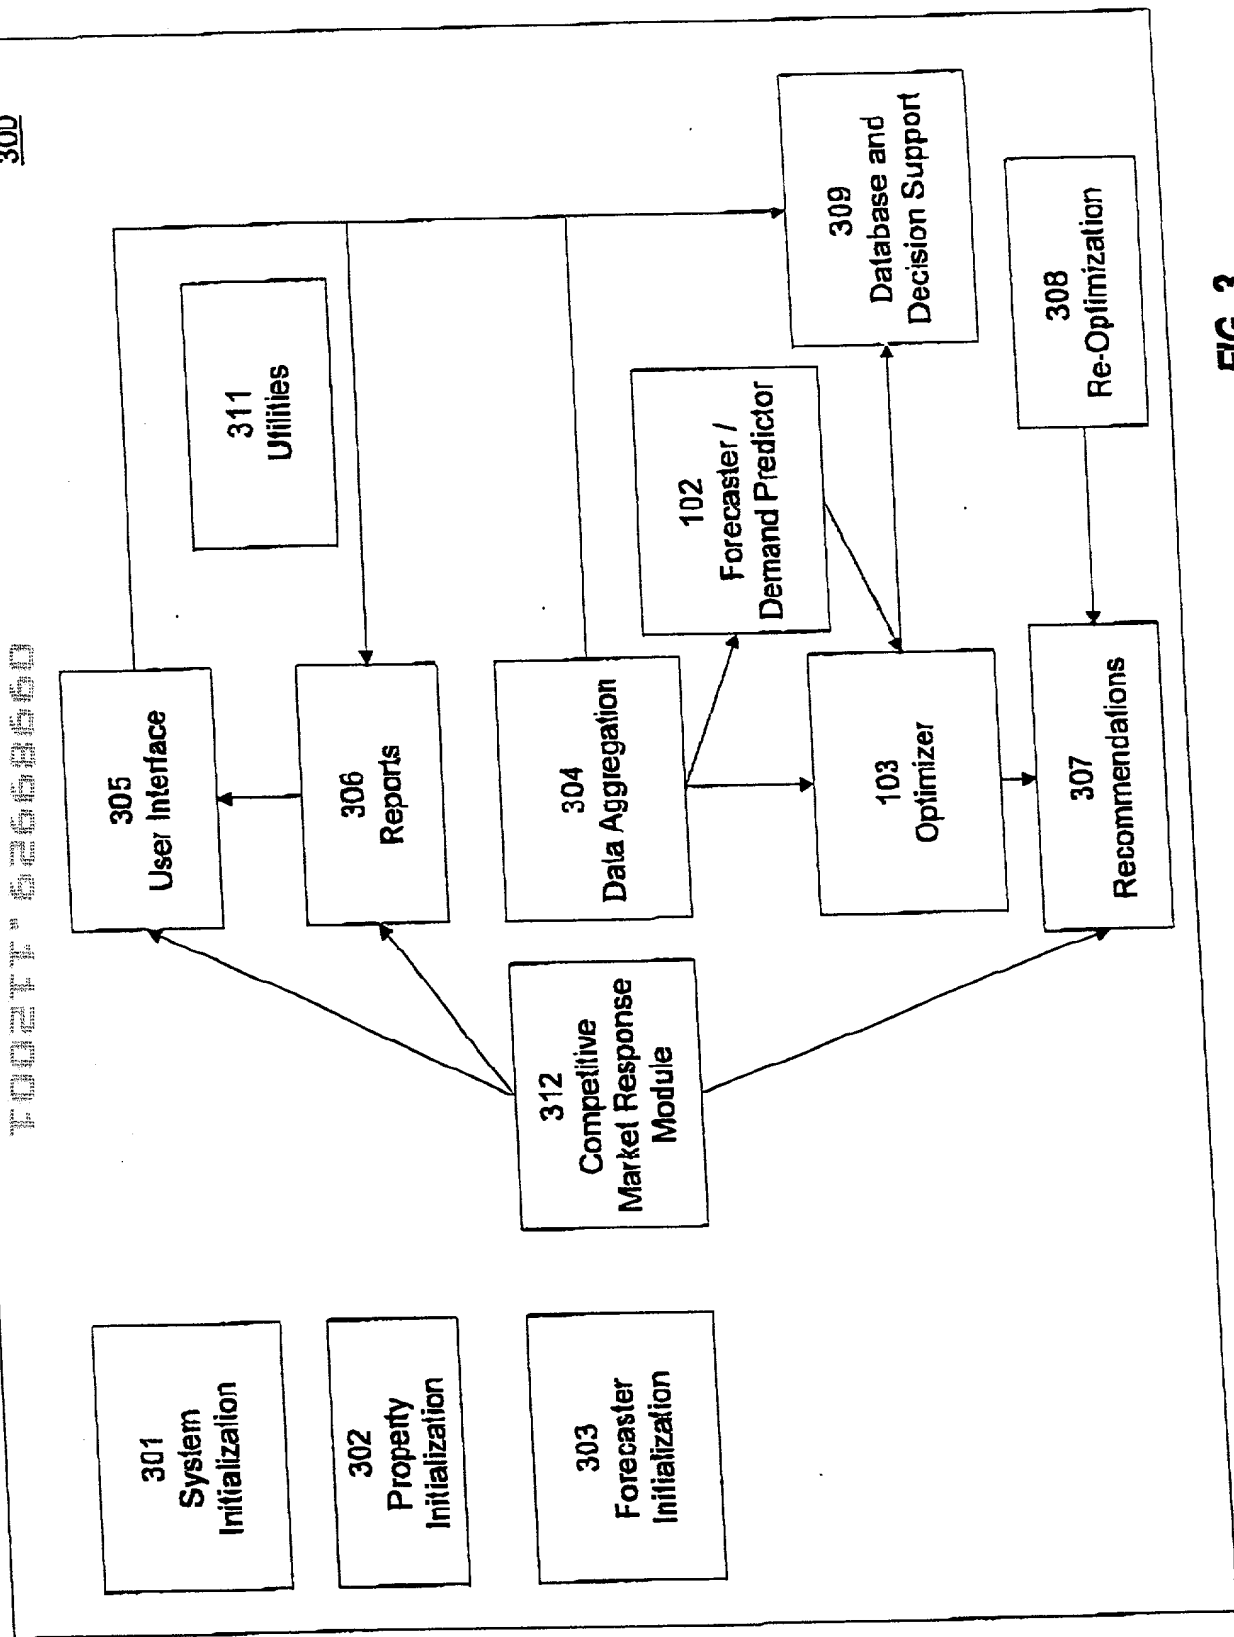 300
301
System
Initialization
302
Property
Initialization
303
Forecaster
Initialization
312
Competitive
Market Response
Module
305
User Interface
306
Reports
304
Data Aggregation
103
Optimizer
307
Recommendations
311
Utilities
102
Forecaster /
Demand Predictor
309
Database and
Decision Support
308
Re-Optimization
FIG. 3